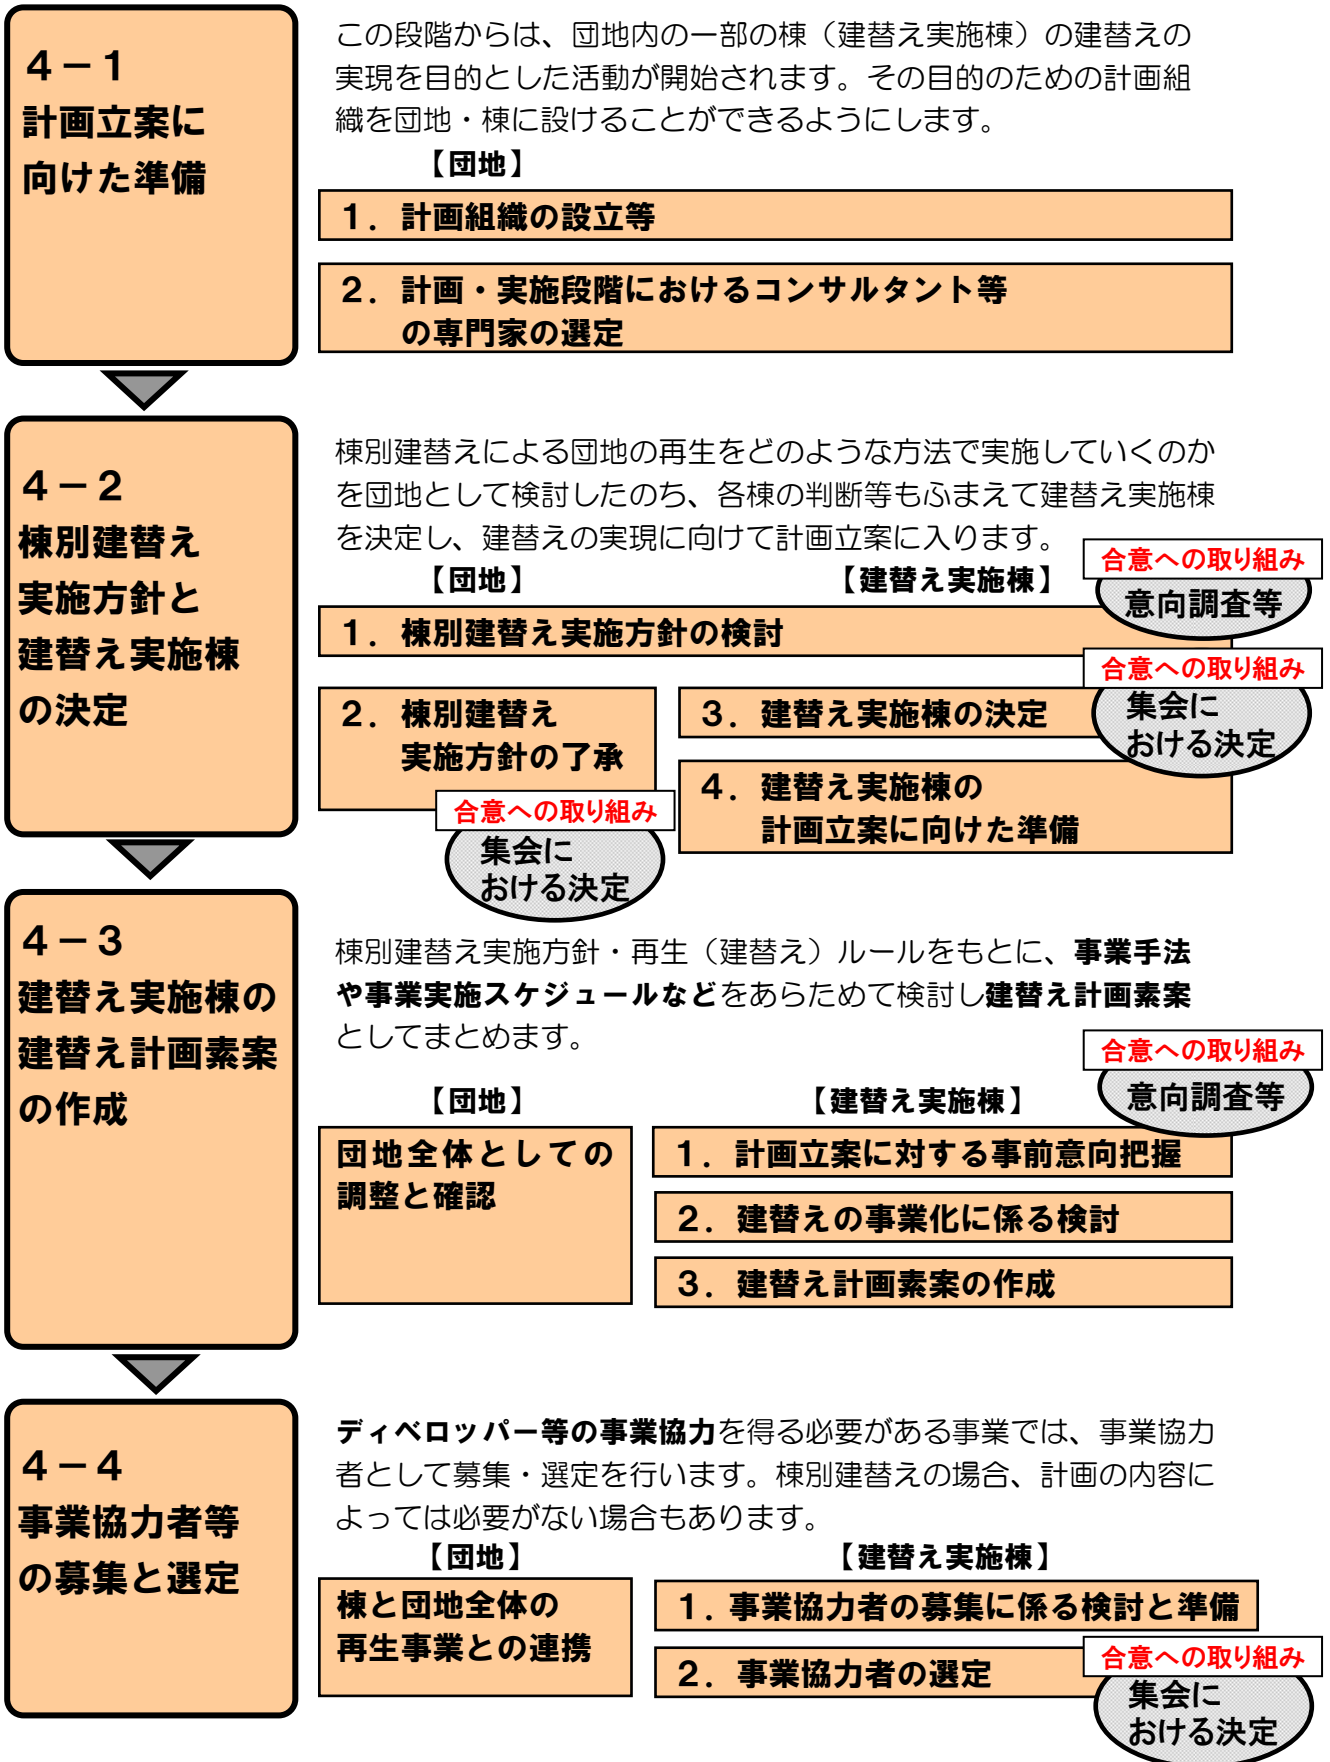 4－1
計画立案に
向けた準備
この段階からは、団地内の一部の棟（建替え実施棟）の建替えの
実現を目的とした活動が開始されます。その目的のための計画組
織を団地・棟に設けることができるようにします。
【団地】
1．計画組織の設立等
2．計画・実施段階におけるコンサルタント等
の専門家の選定
4－2
棟別建替え
実施方針と
建替え実施棟
の決定
棟別建替えによる団地の再生をどのような方法で実施していくのか
を団地として検討したのち、各棟の判断等もふまえて建替え実施棟
を決定し、建替えの実現に向けて計画立案に入ります。
【団地】
【建替え実施棟】
合意への取り組み
意向調査等
1．棟別建替え実施方針の検討
2．棟別建替え
実施方針の了承
合意への取り組み
集会に
おける決定
3．建替え実施棟の決定
合意への取り組み
集会に
おける決定
4．建替え実施棟の
計画立案に向けた準備
4－3
建替え実施棟の
建替え計画素案
の作成
棟別建替え実施方針・再生（建替え）ルールをもとに、事業手法
や事業実施スケジュールなどをあらためて検討し建替え計画素案
としてまとめます。
【団地】
【建替え実施棟】
合意への取り組み
意向調査等
団地全体としての
調整と確認
1．計画立案に対する事前意向把握
2．建替えの事業化に係る検討
3．建替え計画素案の作成
4－4
事業協力者等
の募集と選定
ディベロッパー等の事業協力を得る必要がある事業では、事業協力
者として募集・選定を行います。棟別建替えの場合、計画の内容に
よっては必要がない場合もあります。
【団地】
【建替え実施棟】
棟と団地全体の
再生事業との連携
1．事業協力者の募集に係る検討と準備
2．事業協力者の選定
合意への取り組み
集会に
おける決定